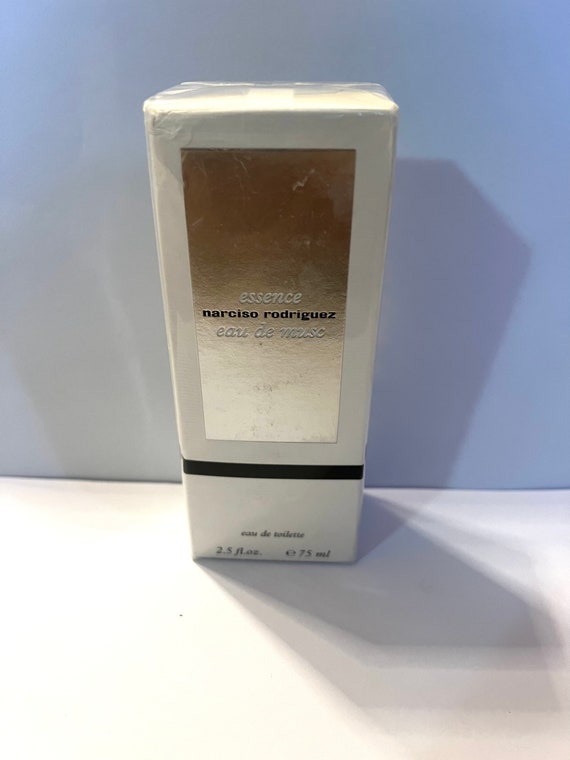 essence
narciso rodriguez
eau de musc
eau de toilette
2.5 fl.oz. ℮ 75 ml